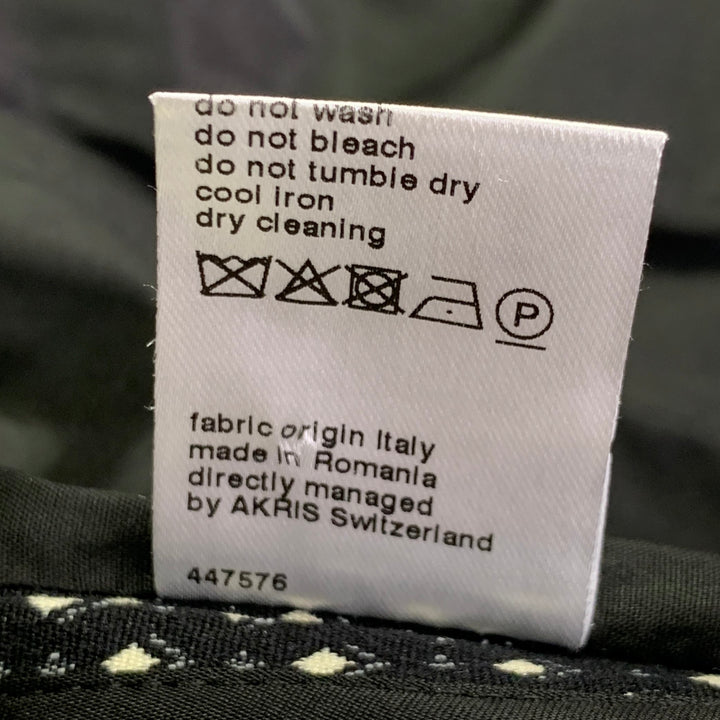 do not wash
do not bleach
do not tumble dry
cool iron
dry cleaning
P
fabric origin Italy
made in Romania
directly managed
by AKRIS Switzerland
447576